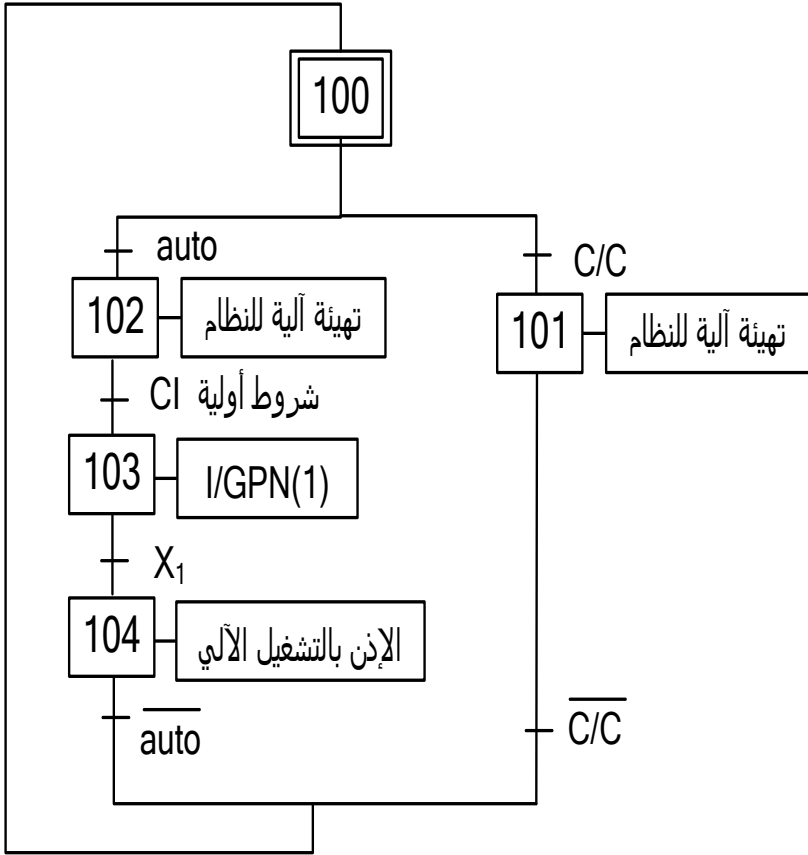 100
auto
C/C
102
تهيئة آلية للنظام
101
تهيئة آلية للنظام
CI شروط أولية
103
I/GPN(1)
X₁
104
الإذن بالتشغيل الآلي
a̅u̅t̅o̅
C̅/̅C̅